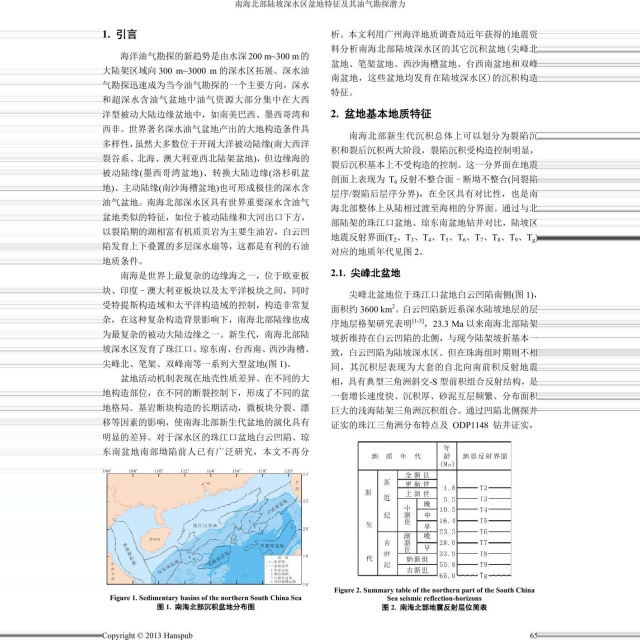 南海北部陆坡深水区盆地特征及其油气勘探潜力
1. 引言
海洋油气勘探的新趋势是由水深 200 m~300 m 的
大陆架区域向 300 m~3000 m 的深水区拓展。深水油
气勘探迅速成为当今油气勘探的一个主要方向，深水
和超深水含油气盆地中油气资源大部分集中在大西
洋型被动大陆边缘盆地中，如南美巴西、墨西哥湾和
西非。世界著名深水油气盆地产出的大地构造条件具
多样性，虽然大多数位于开阔大洋被动陆缘(南大西洋
裂谷系、北海、澳大利亚西北陆架盆地)，但边缘海的
被动陆缘(墨西哥湾盆地)、转换大陆边缘(洛杉矶盆
地)、主动陆缘(南沙海槽盆地)也可形成极佳的深水含
油气盆地。南海北部深水区具有世界重要深水含油气
盆地类似的特征，如位于被动陆缘和大河出口下方，
以裂陷期的湖相富有机质页岩为主要生油岩，白云凹
陷发育上下叠置的多层深水扇等，这都是有利的石油
地质条件。
南海是世界上最复杂的边缘海之一，位于欧亚板
块、印度－澳大利亚板块以及太平洋板块之间，同时
受特提斯构造域和太平洋构造域的控制，构造非常复
杂。在这种复杂构造背景影响下，南海北部陆缘也成
为最复杂的被动大陆边缘之一。新生代，南海北部陆
坡深水区发育了珠江口、琼东南、台西南、西沙海槽、
尖峰北、笔架、双峰南等一系列大型盆地(图 1)。
盆地活动机制表现在地壳性质差异。在不同的大
地构造部位，在不同的断裂控制下，形成了不同的盆
地格局。基岩断块构造的长期活动，微板块分裂、漂
移等因素的影响，使南海北部新生代盆地的演化具有
明显的差异。对于深水区的珠江口盆地白云凹陷、琼
东南盆地南部坳陷前人已有广泛研究，本文不再分
Figure 1. Sedimentary basins of the northern South China Sea
图 1. 南海北部沉积盆地分布图
析。本文利用广州海洋地质调查局近年获得的地震资
料分析南海北部陆坡深水区的其它沉积盆地(尖峰北
盆地、笔架盆地、西沙海槽盆地、台西南盆地和双峰
南盆地，这些盆地均发育在陆坡深水区)的沉积构造
特征。
2. 盆地基本地质特征
南海北部新生代沉积总体上可以划分为裂陷沉
积和裂后沉积两大阶段，裂陷沉积受构造控制明显，
裂后沉积基本上不受构造的控制。这一分界面在地震
剖面上表现为 T₆ 反射不整合面－断坳不整合(同裂陷
层序/裂陷后层序分界)，在全区具有对比性，也是南
海北部整体上从陆相过渡至海相的分界面。通过与北
部陆架的珠江口盆地、琼东南盆地钻井对比，陆坡区
地震反射界面(T₂、T₃、T₄、T₅、T₆、T₇、T₈、T₉、Tg)
对应的地质年代见图 2。
2.1. 尖峰北盆地
尖峰北盆地位于珠江口盆地白云凹陷南侧(图 1)，
面积约 3600 km²。白云凹陷新近系深水陆坡地层的层
序地层格架研究表明[1-3]，23.3 Ma 以来南海北部陆架
坡折维持在白云凹陷的北侧，与现今陆架坡折基本一
致，白云凹陷为陆坡深水区。但在珠海组时期则不相
同，其沉积层表现为大套的自北向南前积反射地震
相，具有典型三角洲斜交-S 型前积组合反射结构，是
一套增长速度快、沉积厚、砂泥互层频繁、分布面积
巨大的浅海陆架三角洲沉积组合。通过凹陷北侧探井
证实的珠江三角洲分布特点及 ODP1148 钻井证实，
地 质 年 代 年龄(Ma) 地震反射界面
新生代 新近纪 全新世
更新世 1.8 T2
上新世 5.5 T3
中新世 晚 10.5 T4
中 16.4 T5
早 23.3 T6
古近纪 渐新世 晚 28.0 T7
早 33.9 T8
始新世 55.8 T9
古新世 65.0 Tg
Figure 2. Summary table of the northern part of the South China
Sea seismic reflection-horizons
图 2. 南海北部地震反射层位简表
Copyright © 2013 Hanspub 65